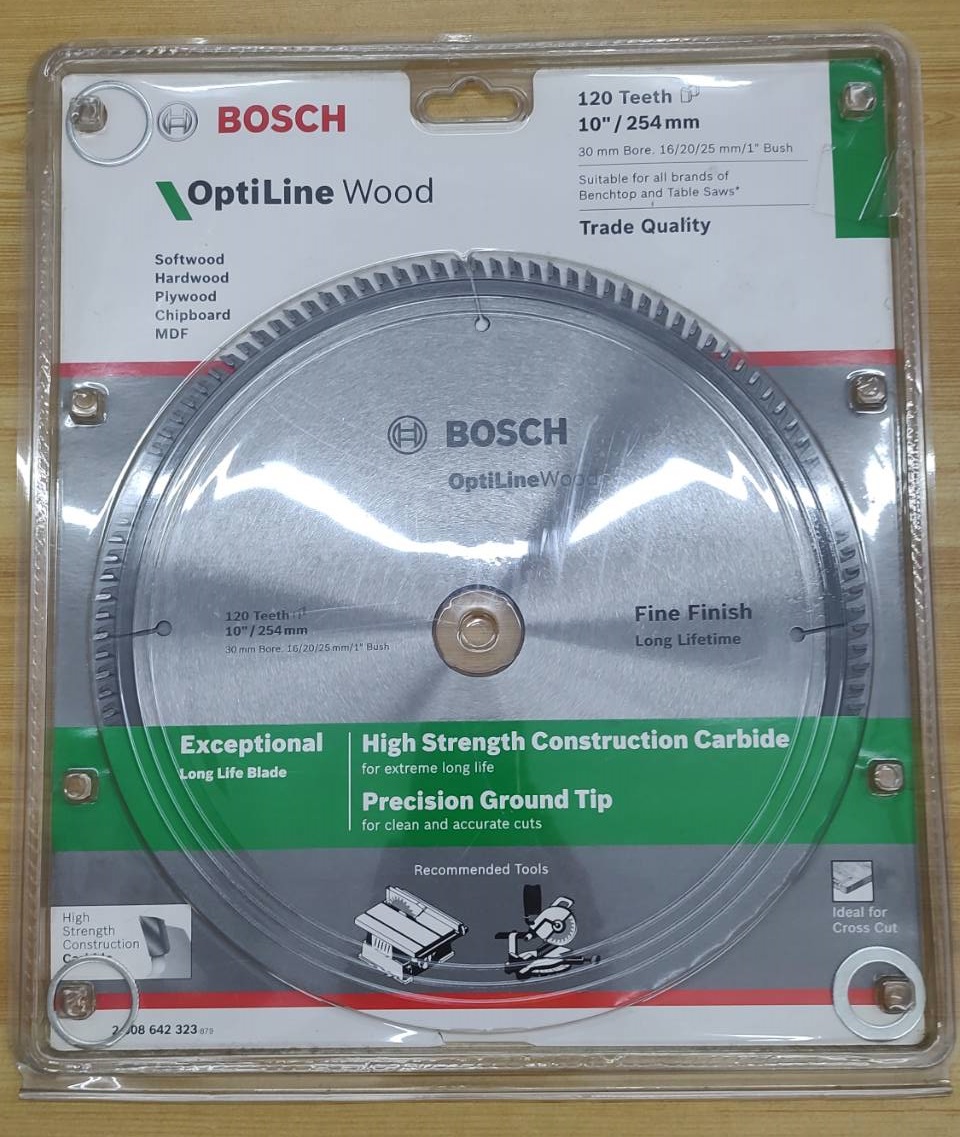 BOSCH
OptiLine Wood
120 Teeth
10" / 254 mm
30 mm Bore. 16/20/25 mm/1" Bush
Suitable for all brands of
Benchtop and Table Saws*
Trade Quality
Softwood
Hardwood
Plywood
Chipboard
MDF
BOSCH
OptiLineWood
120 Teeth
10"/254mm
30 mm Bore. 16/20/25 mm/1" Bush
Fine Finish
Long Lifetime
Exceptional
Long Life Blade
High Strength Construction Carbide
for extreme long life
Precision Ground Tip
for clean and accurate cuts
Recommended Tools
High
Strength
Construction
Ideal for
Cross Cut
642 323 879